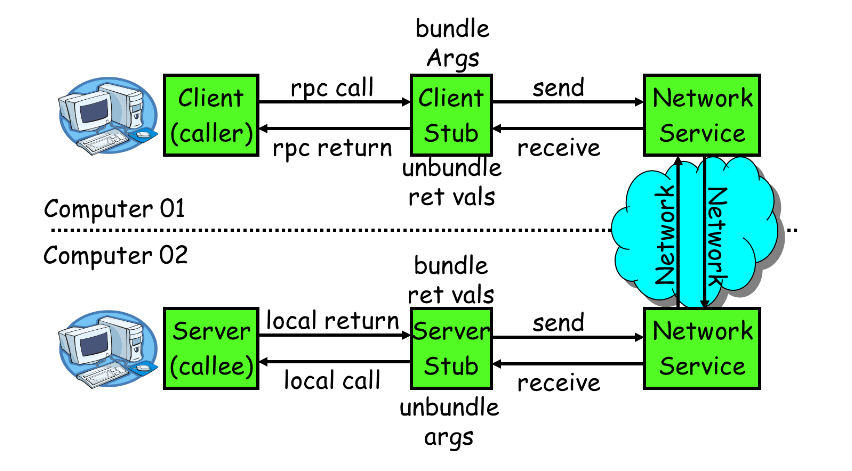 bundle
Args
Client
(caller)
rpc call
rpc return
Client
Stub
send
receive
Network
Service
unbundle
ret vals
Computer 01
Network
Network
Computer 02
bundle
ret vals
Server
(callee)
local return
local call
Server
Stub
send
receive
Network
Service
unbundle
args